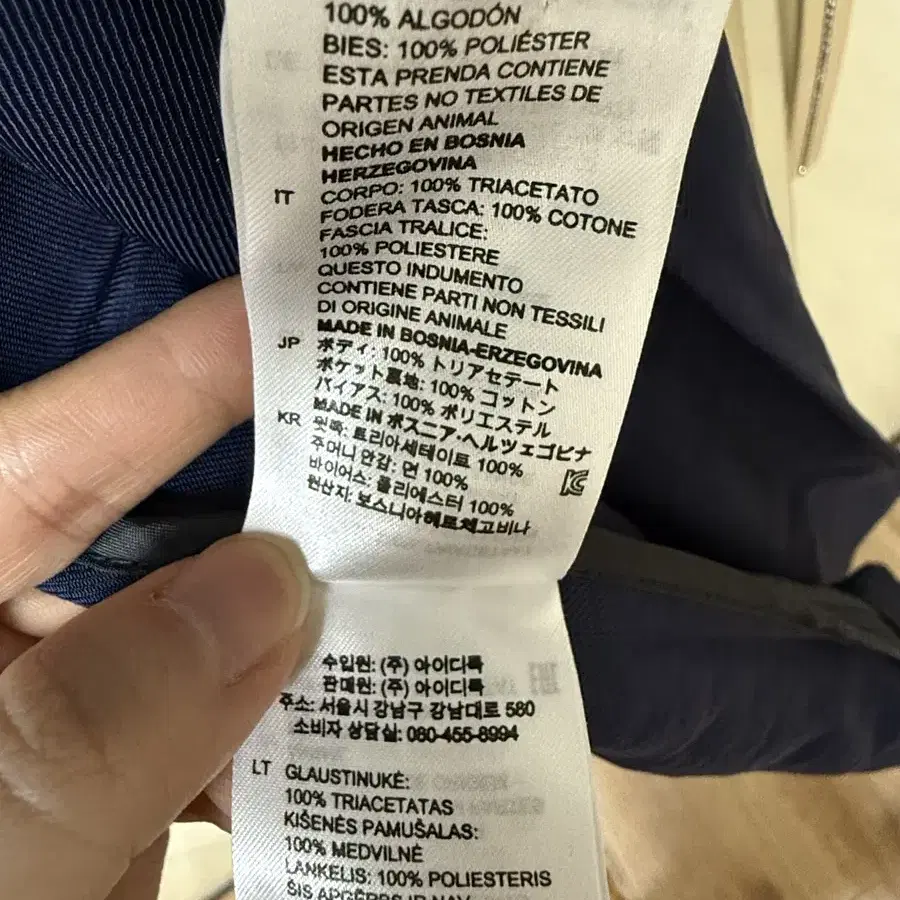 100% ALGODÓN
BIES: 100% POLIÉSTER
ESTA PRENDA CONTIENE
PARTES NO TEXTILES DE
ORIGEN ANIMAL
HECHO EN BOSNIA
HERZEGOVINA
IT CORPO: 100% TRIACETATO
FODERA TASCA: 100% COTONE
FASCIA TRALICE:
100% POLIESTERE
QUESTO INDUMENTO
CONTIENE PARTI NON TESSILI
DI ORIGINE ANIMALE
MADE IN BOSNIA-ERZEGOVINA
JP ボディ: 100% トリアセテート
ポケット裏地: 100% コットン
バイアス: 100% ポリエステル
MADE IN ボスニア・ヘルツェゴビナ
KR 윗쪽: 트리아세테이트 100%
주머니 안감: 면 100%
바이어스: 폴리에스터 100%
원산지: 보스니아헤르체고비나
수입원: (주) 아이디룩
판매원: (주) 아이디룩
주소: 서울시 강남구 강남대로 580
소비자 상담실: 080-455-8994
LT GLAUSTINUKĖ:
100% TRIACETATAS
KIŠENĖS PAMUŠALAS:
100% MEDVILNĖ
LANKELIS: 100% POLIESTERIS
ŠIS APGĖRBS IR NAV